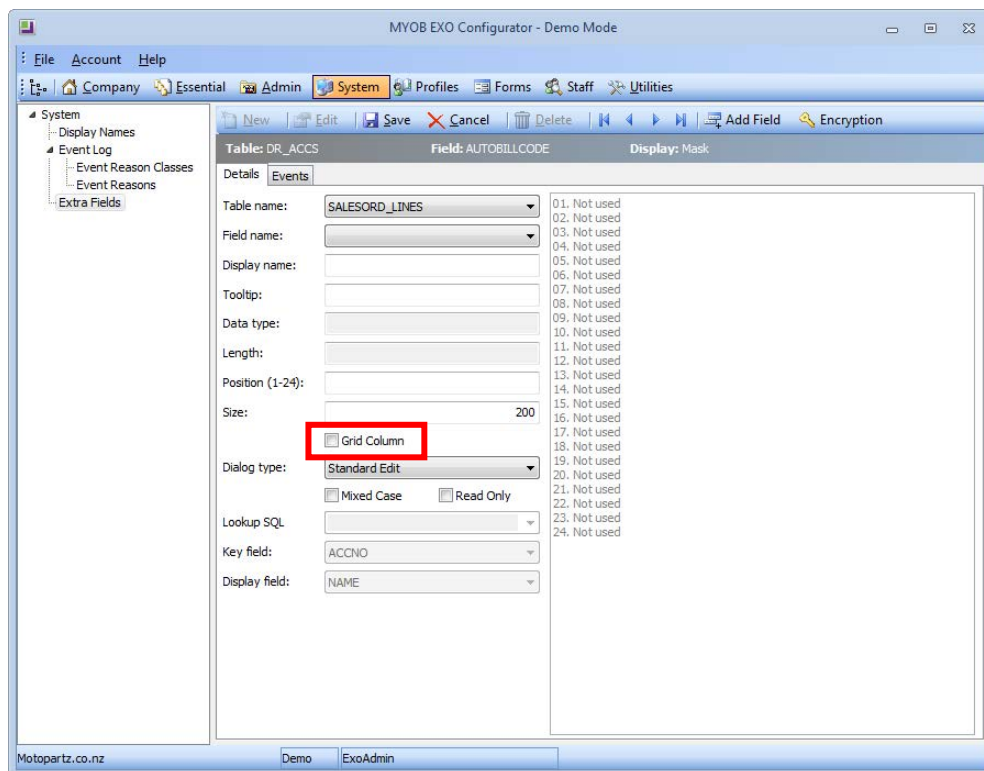 MYOB EXO Configurator - Demo Mode
File Account Help
Company Essential Admin System Profiles Forms Staff Utilities
System
Display Names
Event Log
Event Reason Classes
Event Reasons
Extra Fields
New Edit Save Cancel Delete Add Field Encryption
Table: DR_ACCS Field: AUTOBILLCODE Display: Mask
Details Events
Table name: SALESORD_LINES
Field name:
Display name:
Tooltip:
Data type:
Length:
Position (1-24):
Size: 200
Grid Column
Dialog type: Standard Edit
Mixed Case Read Only
Lookup SQL
Key field: ACCNO
Display field: NAME
01. Not used
02. Not used
03. Not used
04. Not used
05. Not used
06. Not used
07. Not used
08. Not used
09. Not used
10. Not used
11. Not used
12. Not used
13. Not used
14. Not used
15. Not used
16. Not used
17. Not used
18. Not used
19. Not used
20. Not used
21. Not used
22. Not used
23. Not used
24. Not used
Motopartz.co.nz Demo ExoAdmin